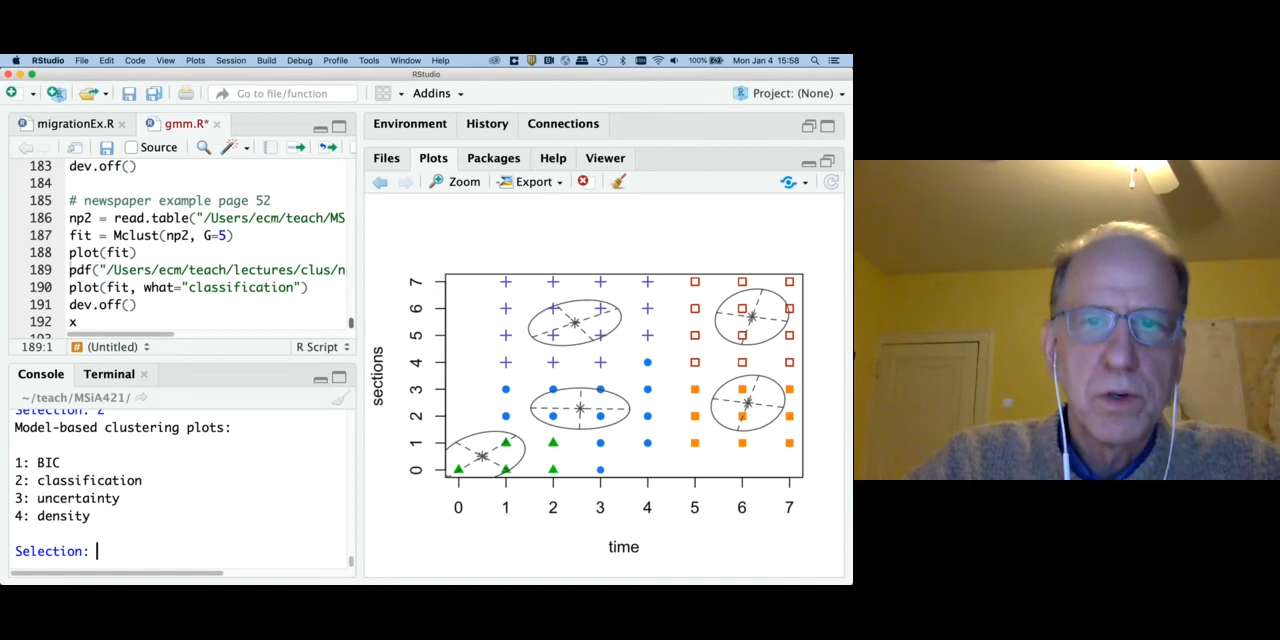 RStudio File Edit Code View Plots Session Build Debug Profile Tools Window Help 100% Mon Jan 4 15:58
RStudio
Go to file/function Addins Project: (None)
migrationEx.R gmm.R*
Source
183 dev.off()
184
185 # newspaper example page 52
186 np2 = read.table("/Users/ecm/teach/MS
187 fit = Mclust(np2, G=5)
188 plot(fit)
189 pdf("/Users/ecm/teach/lectures/clus/n
190 plot(fit, what="classification")
191 dev.off()
192 x
189:1 # (Untitled) R Script
Console Terminal
~/teach/MSiA421/
Selection: 2
Model-based clustering plots:
1: BIC
2: classification
3: uncertainty
4: density
Selection:
Environment History Connections
Files Plots Packages Help Viewer
Zoom Export
sections
7
6
5
4
3
2
1
0
0 1 2 3 4 5 6 7
time